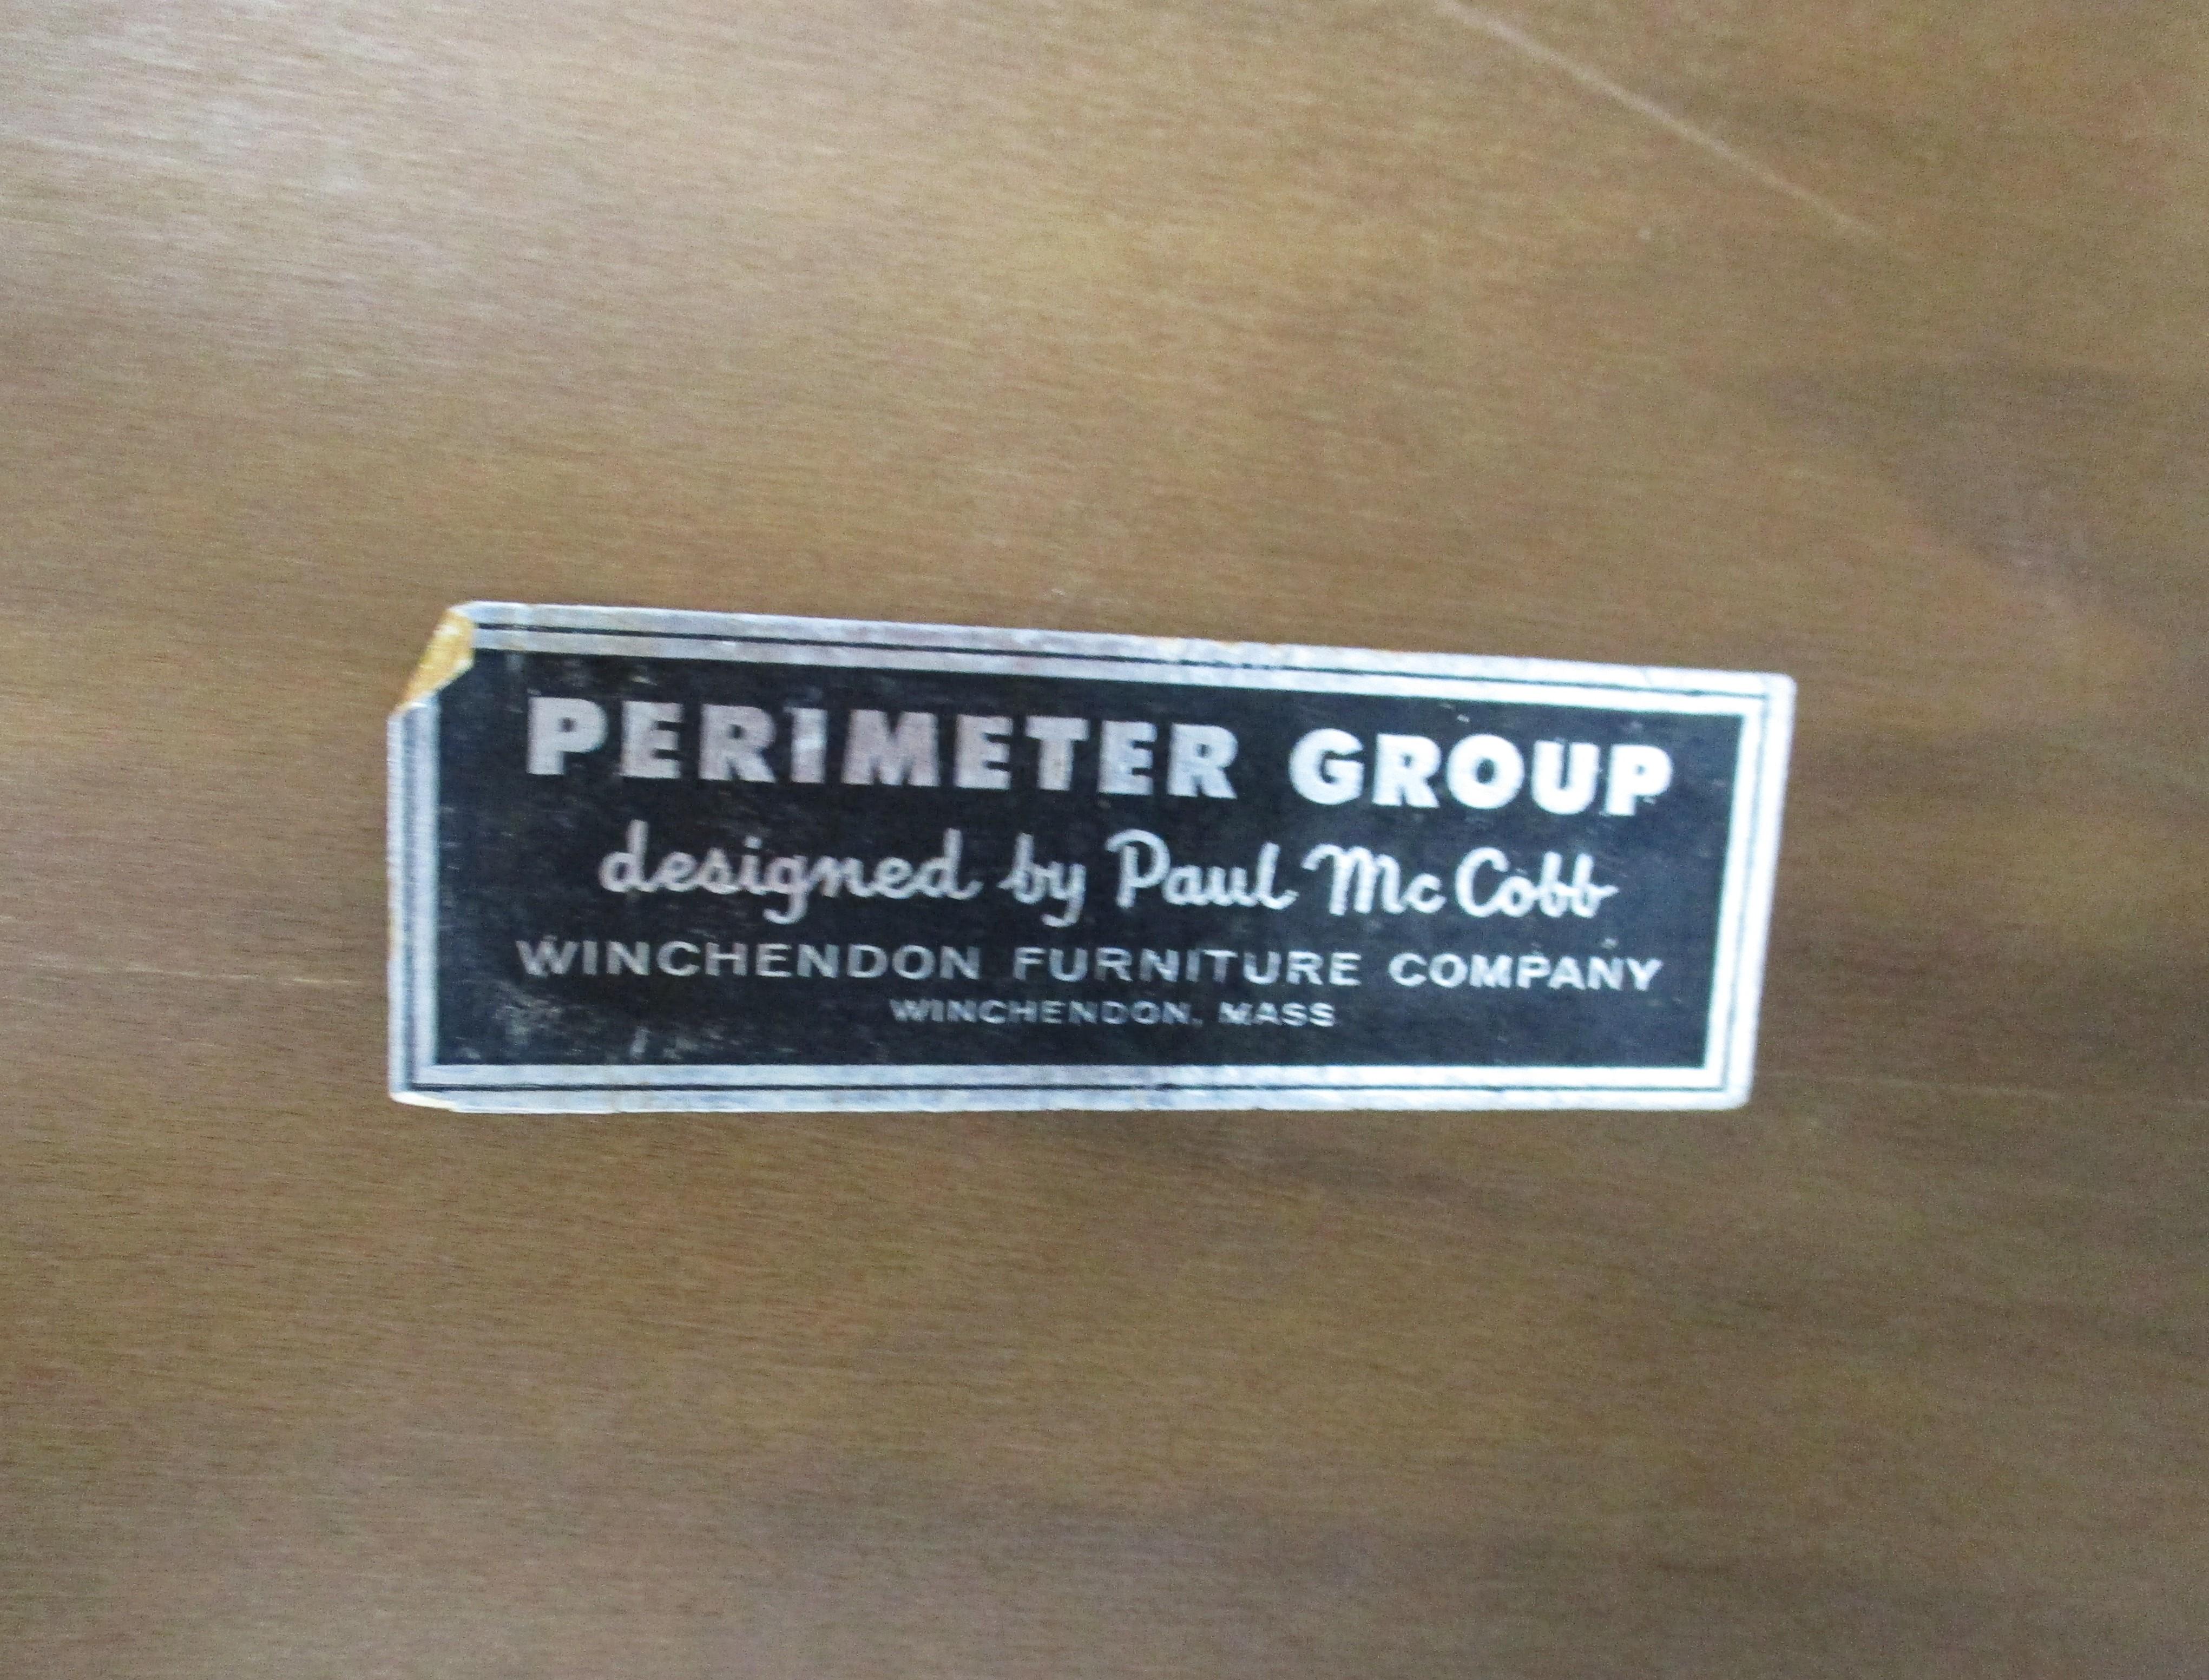 PERIMETER GROUP
designed by Paul McCobb
WINCHENDON FURNITURE COMPANY
WINCHENDON, MASS